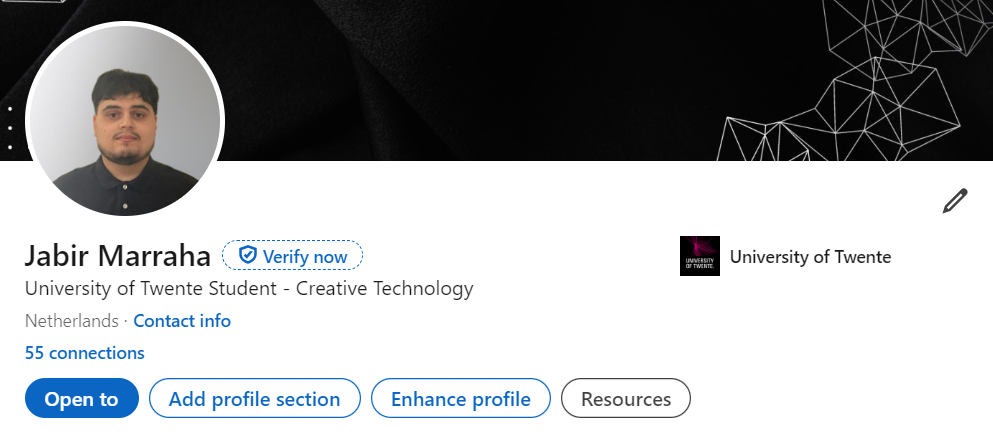 Jabir Marraha
Verify now
University of Twente Student - Creative Technology
Netherlands · Contact info
55 connections
Open to
Add profile section
Enhance profile
Resources
UNIVERSITY
OF TWENTE.
University of Twente